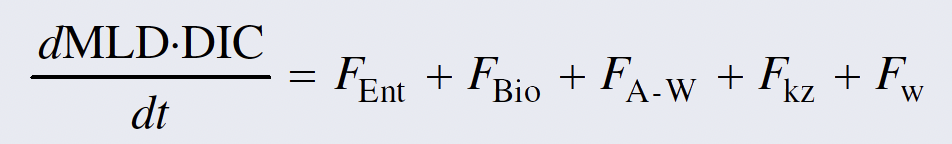 dMLD·DIC / dt = F_Ent + F_Bio + F_A-W + F_kz + F_w